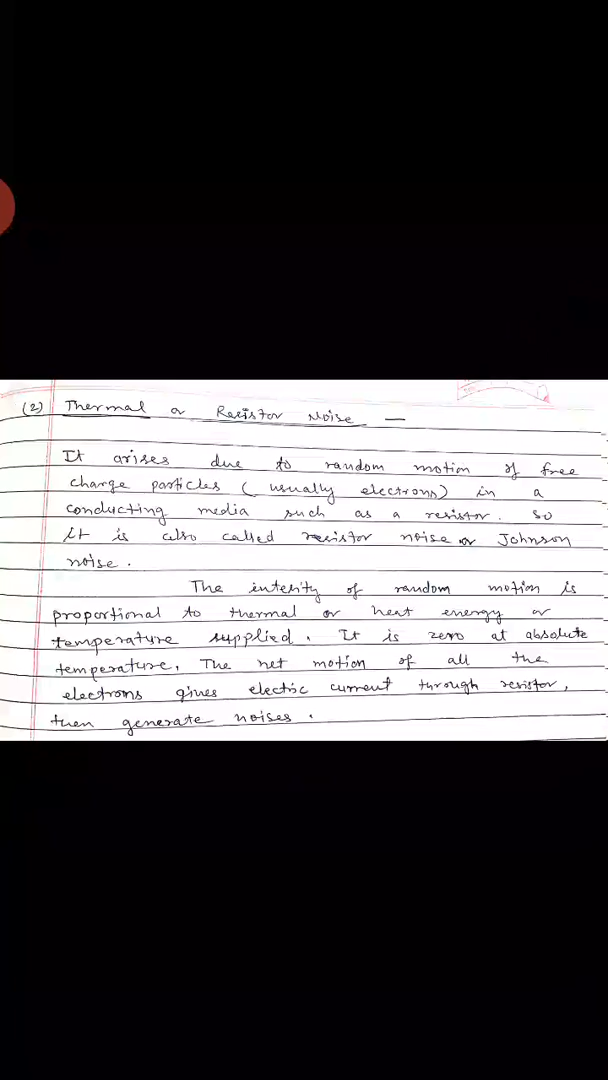 (2) Thermal or Resistor Noise —
It arises due to random motion of free
charge particles (usually electrons) in a
conducting media such as a resistor. So
it is also called resistor noise or Johnson
noise.
The intesity of random motion is
proportional to thermal or heat energy or
temperature supplied. It is zero at absolute
temperature. The net motion of all the
electrons gives electric current through resistor,
then generate noises.